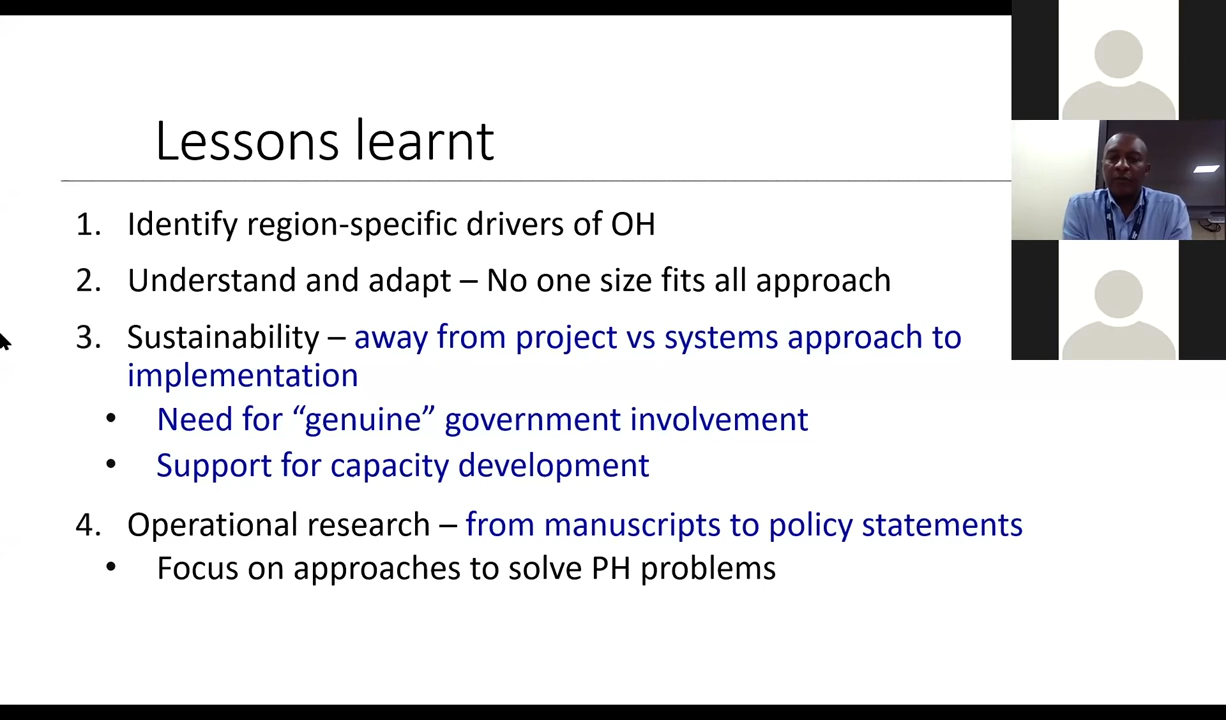 Lessons learnt
1. Identify region-specific drivers of OH
2. Understand and adapt – No one size fits all approach
3. Sustainability – away from project vs systems approach to
implementation
• Need for “genuine” government involvement
• Support for capacity development
4. Operational research – from manuscripts to policy statements
• Focus on approaches to solve PH problems